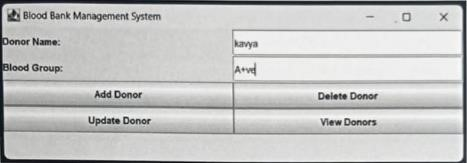 Blood Bank Management System
Donor Name: kavya
Blood Group: A+ve
Add Donor Delete Donor
Update Donor View Donors